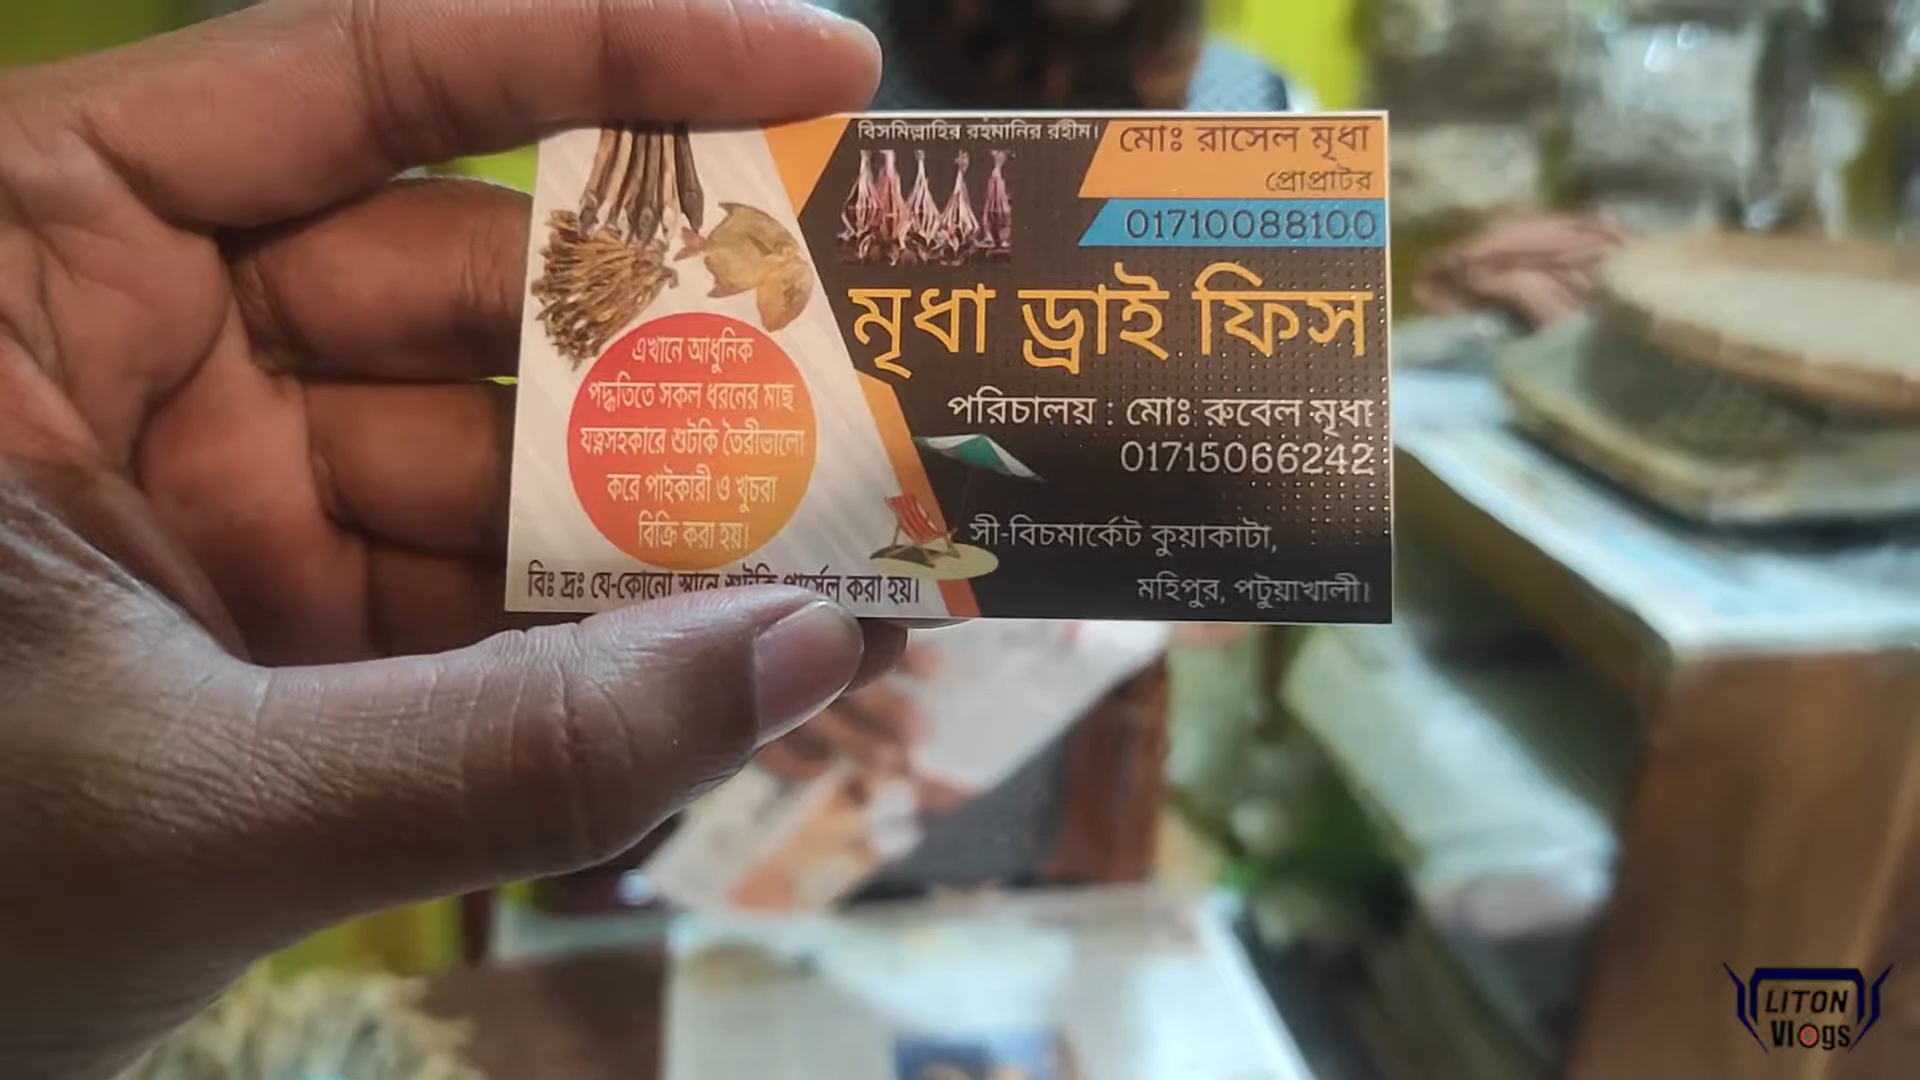 বিসমিল্লাহির রহমানির রহীম।
মোঃ রাসেল মৃধা
প্রোপ্রাটর
01710088100
মৃধা ড্রাই ফিস
পরিচালয় : মোঃ রুবেল মৃধা
01715066242
সী-বিচমার্কেট কুয়াকাটা,
মহিপুর, পটুয়াখালী।
এখানে আধুনিক
পদ্ধতিতে সকল ধরনের মাছ
যত্নসহকারে শুটকি তৈরীভালো
করে পাইকারী ও খুচরা
বিক্রি করা হয়।
বিঃ দ্রঃ যে-কোনো স্থানে শুটকি পার্সেল করা হয়।
LITON
Vlogs